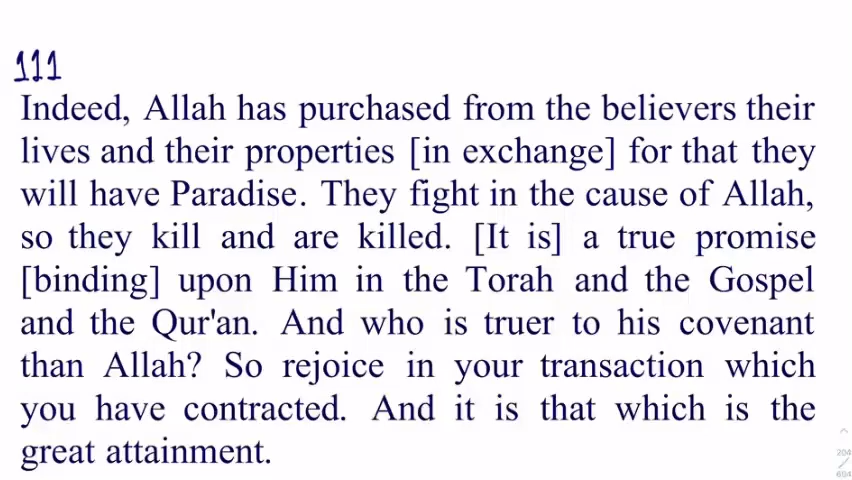 111
Indeed, Allah has purchased from the believers their
lives and their properties [in exchange] for that they
will have Paradise. They fight in the cause of Allah,
so they kill and are killed. [It is] a true promise
[binding] upon Him in the Torah and the Gospel
and the Qur'an. And who is truer to his covenant
than Allah? So rejoice in your transaction which
you have contracted. And it is that which is the
great attainment.
204
/
694